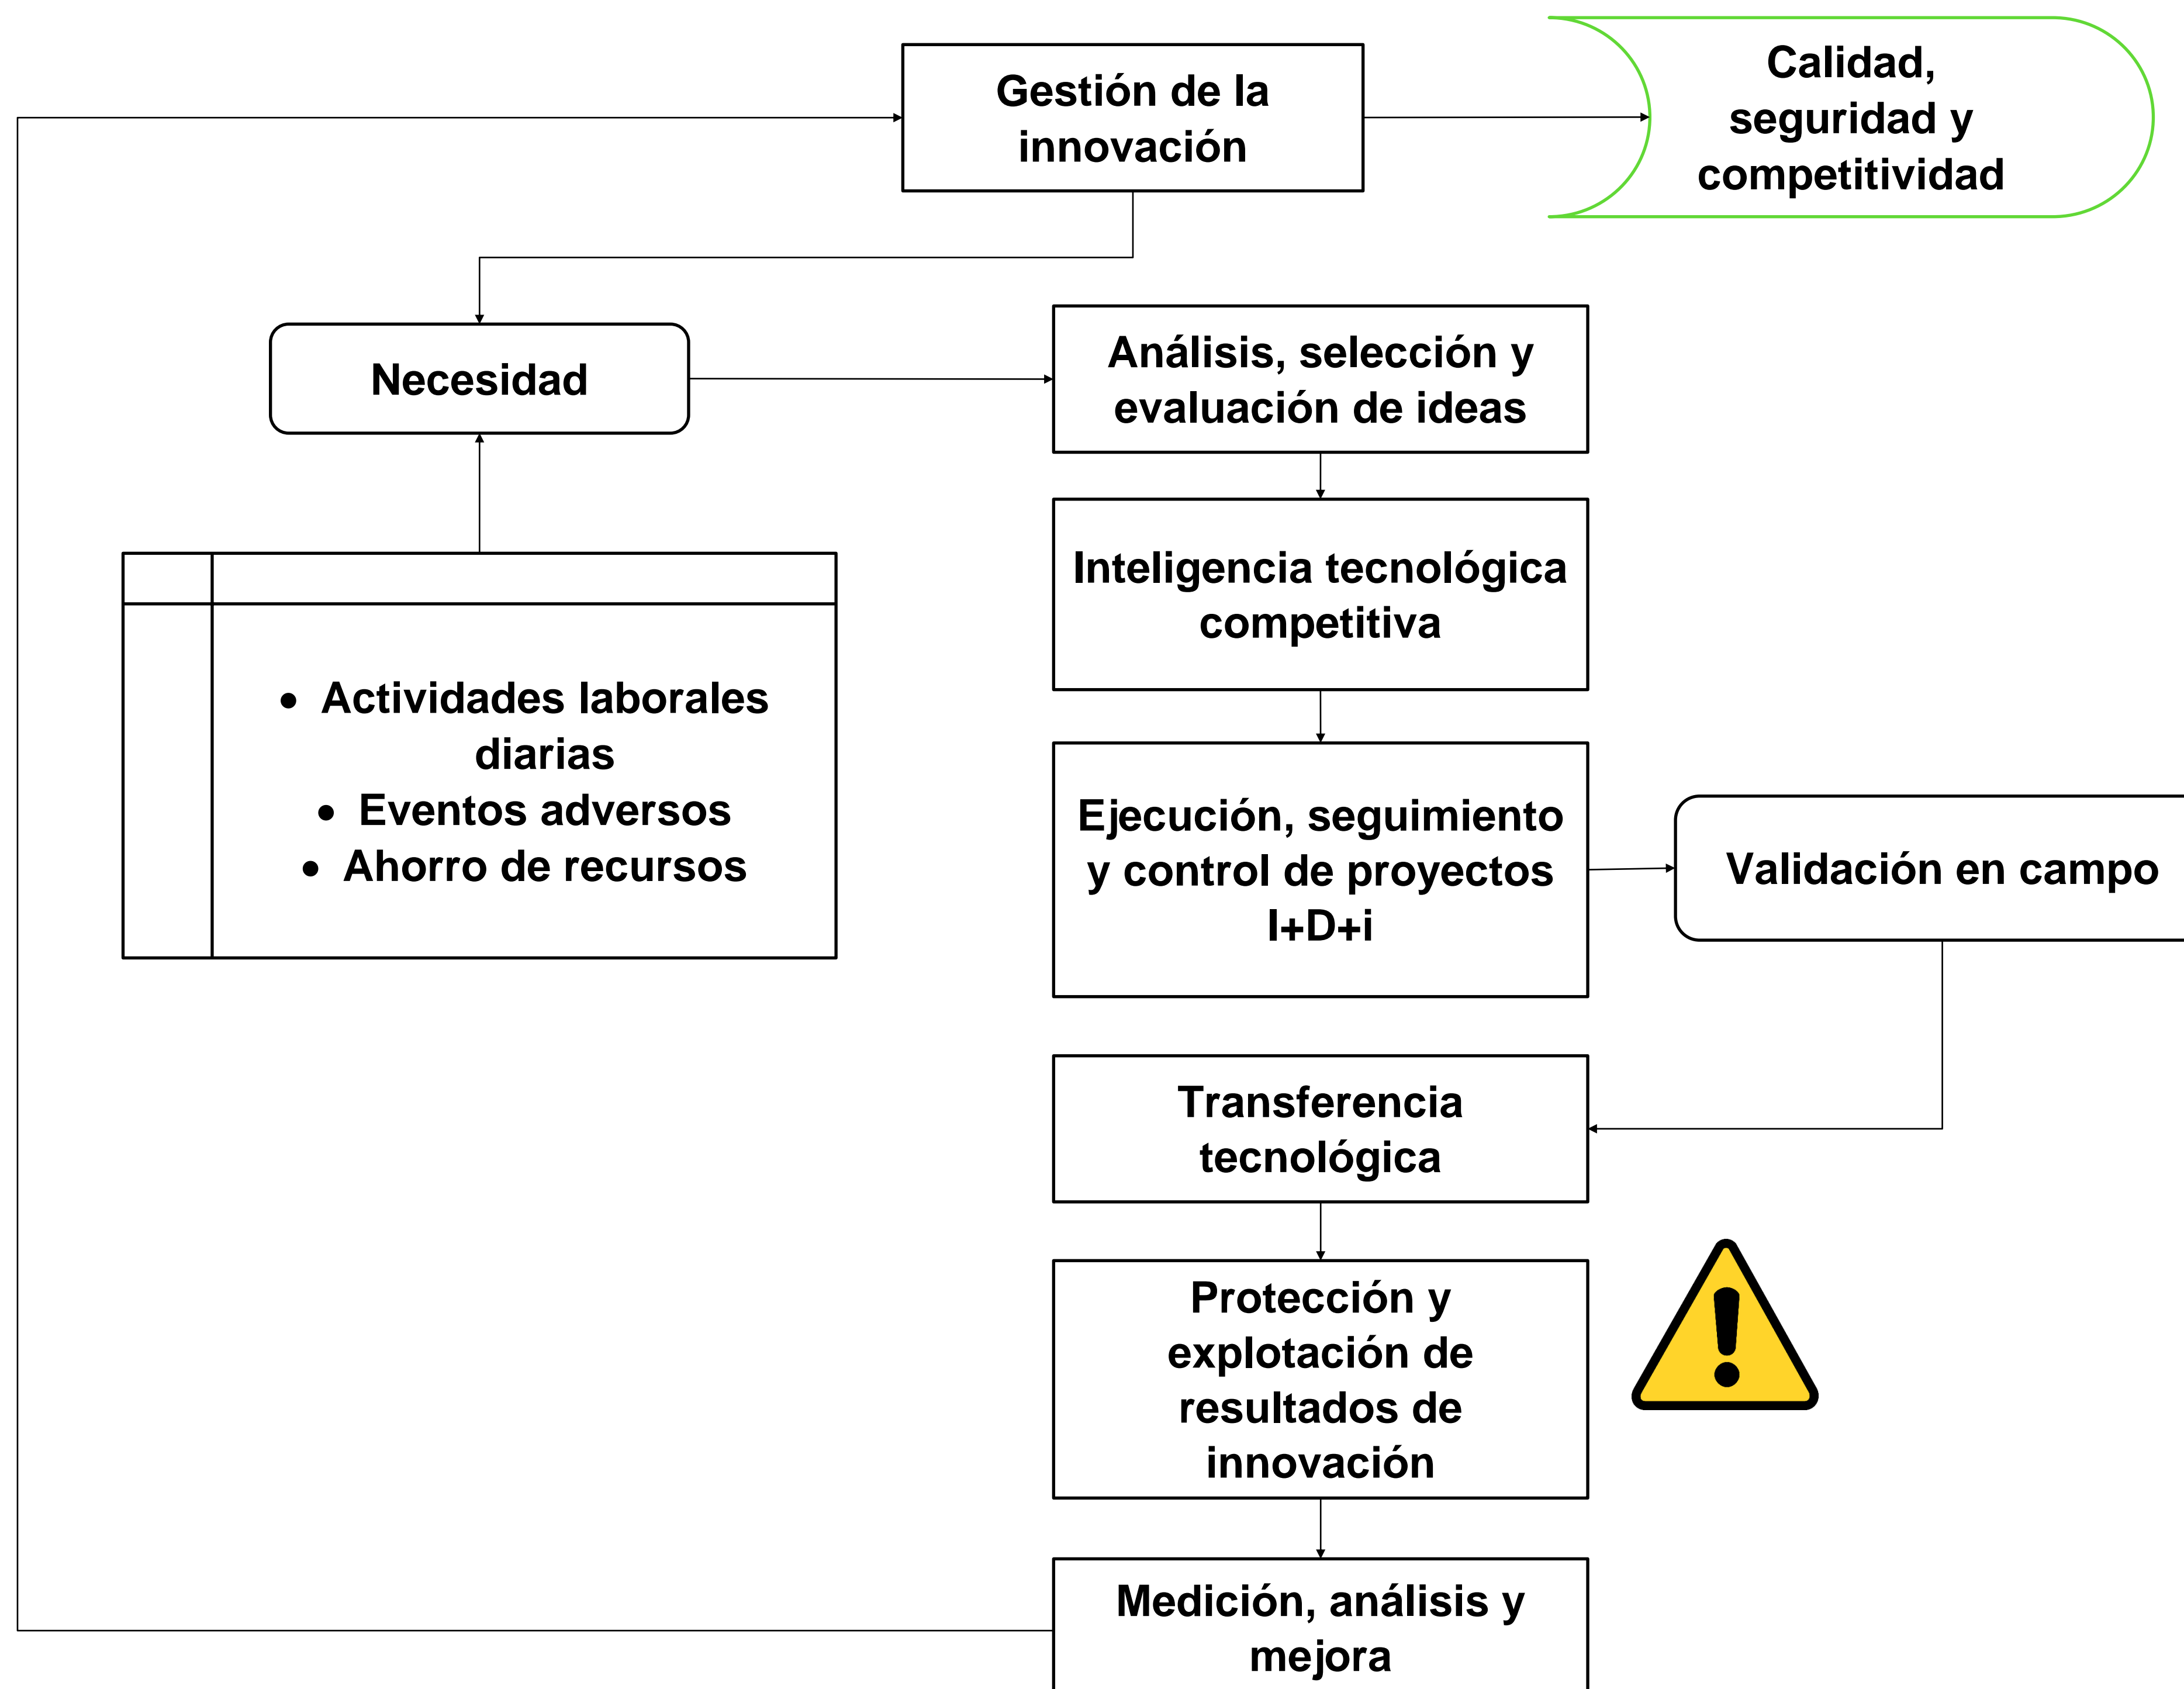 Gestión de la
innovación
Calidad,
seguridad y
competitividad
Necesidad
Análisis, selección y
evaluación de ideas
Inteligencia tecnológica
competitiva
• Actividades laborales
diarias
• Eventos adversos
• Ahorro de recursos
Ejecución, seguimiento
y control de proyectos
I+D+i
Validación en campo
Transferencia
tecnológica
Protección y
explotación de
resultados de
innovación
Medición, análisis y
mejora